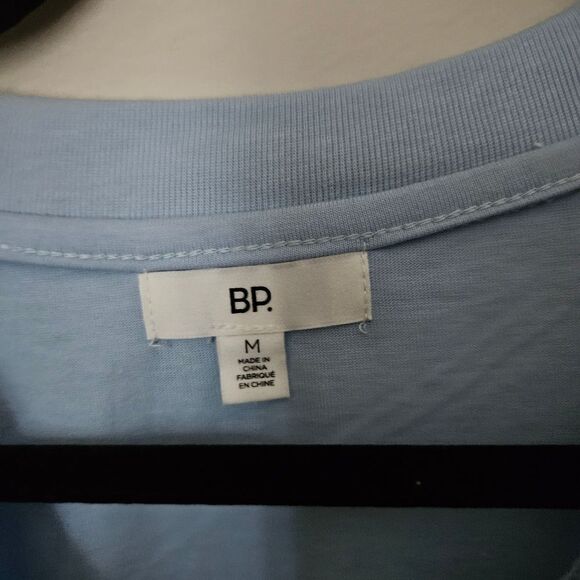 BP.
M
MADE IN
CHINA
FABRIQUÉ
EN CHINE